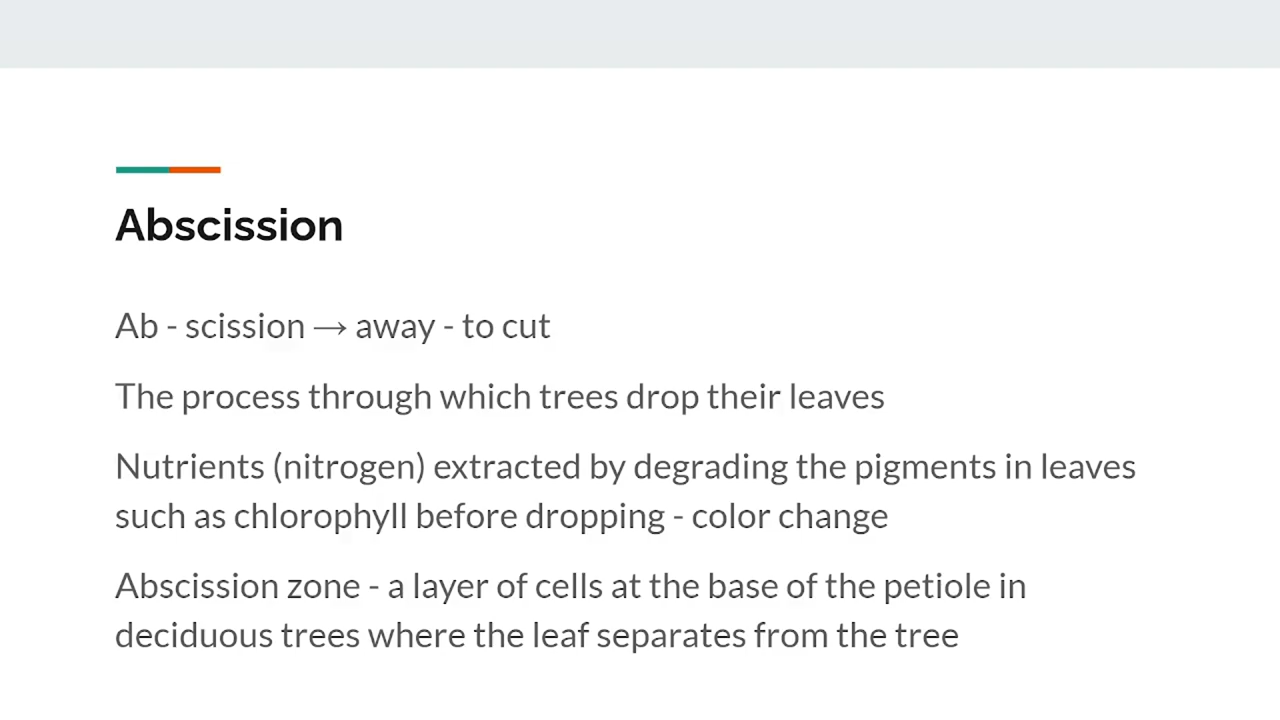 Abscission
Ab - scission → away - to cut
The process through which trees drop their leaves
Nutrients (nitrogen) extracted by degrading the pigments in leaves
such as chlorophyll before dropping - color change
Abscission zone - a layer of cells at the base of the petiole in
deciduous trees where the leaf separates from the tree